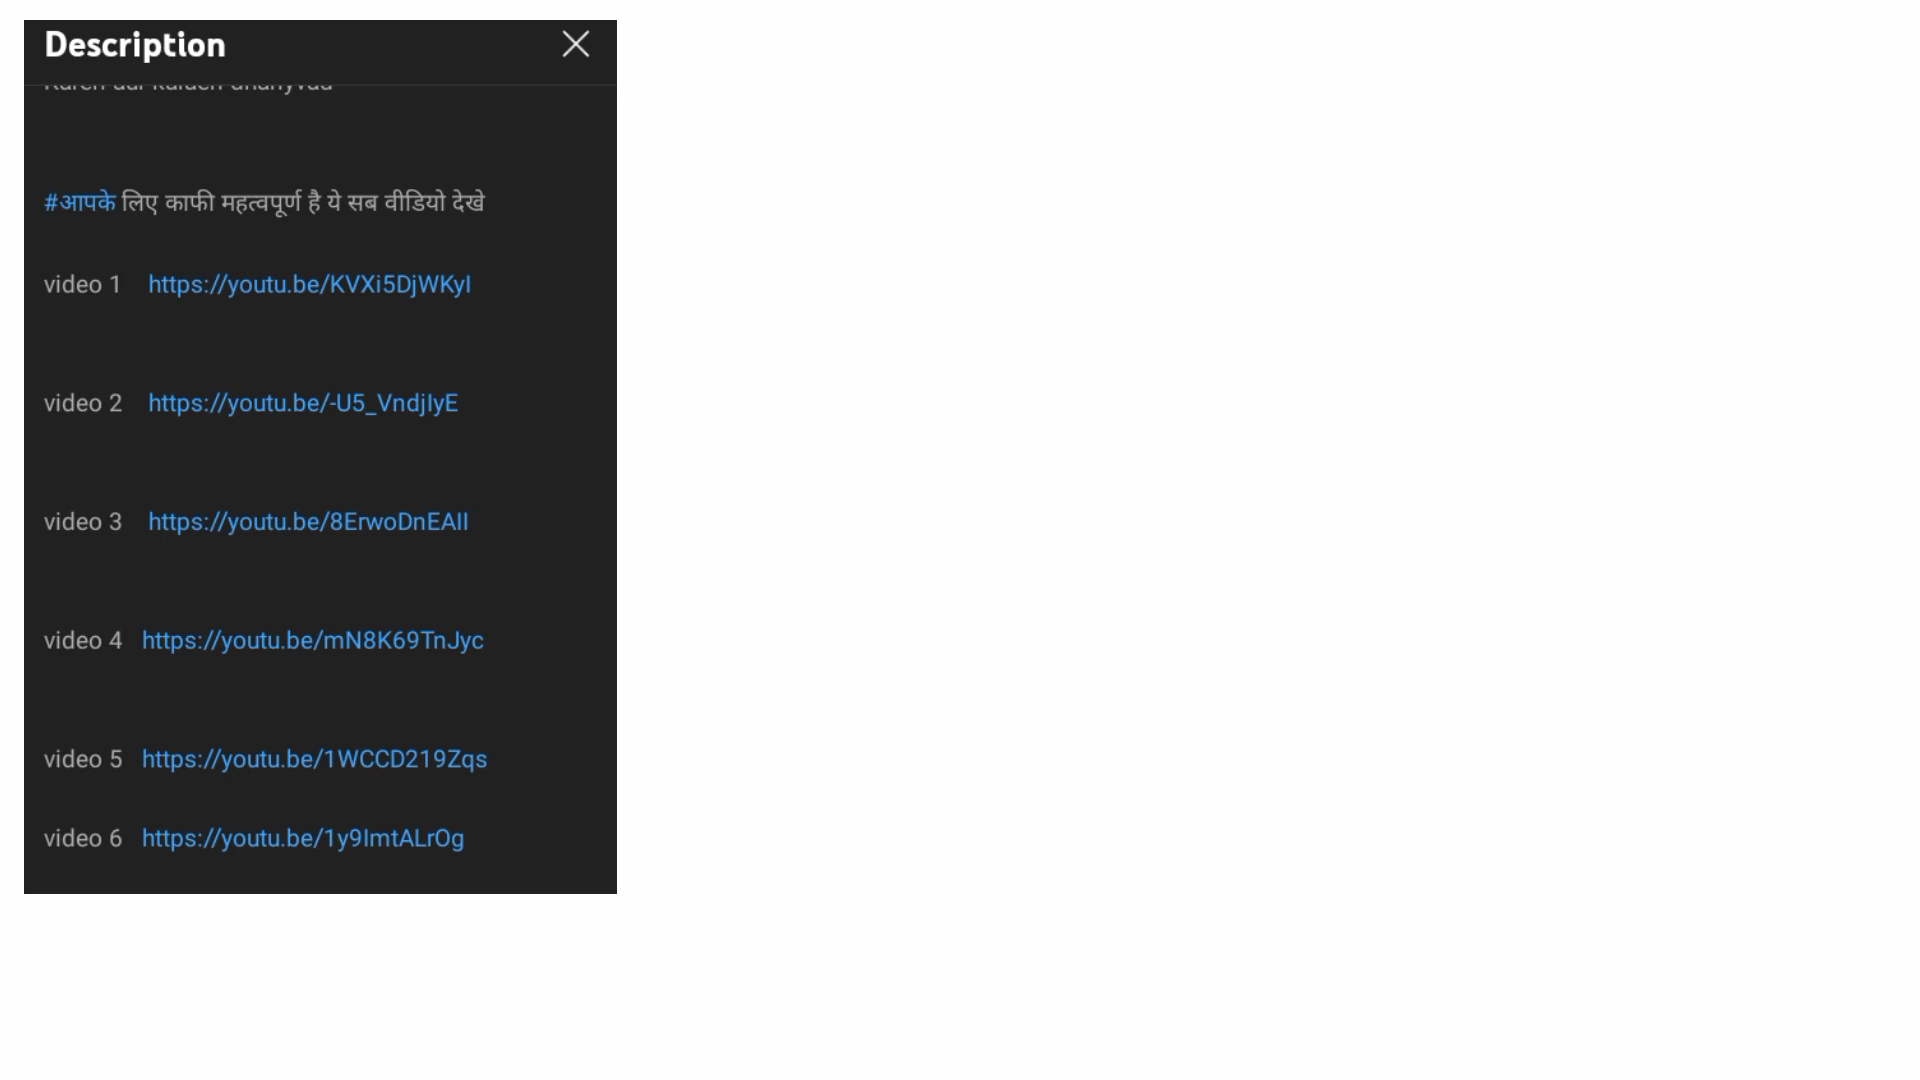 Description
#आपके लिए काफी महत्वपूर्ण है ये सब वीडियो देखे
video 1 https://youtu.be/KVXi5DjWKyI
video 2 https://youtu.be/-U5_VndjIyE
video 3 https://youtu.be/8ErwoDnEAII
video 4 https://youtu.be/mN8K69TnJyc
video 5 https://youtu.be/1WCCD219Zqs
video 6 https://youtu.be/1y9ImtALrOg